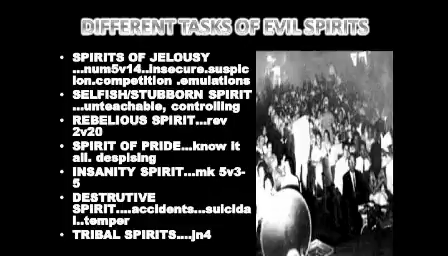 DIFFERENT TASKS OF EVIL SPIRITS
• SPIRITS OF JELOUSY
...num5v14..insecure.suspic
ion.competition .emulations
• SELFISH/STUBBORN SPIRIT
...unteachable, controlling
• REBELIOUS SPIRIT...rev
2v20
• SPIRIT OF PRIDE...know it
all. despising
• INSANITY SPIRIT...mk 5v3-
5
• DESTRUTIVE
SPIRIT....accidents...suicida
l..temper
• TRIBAL SPIRITS....jn4